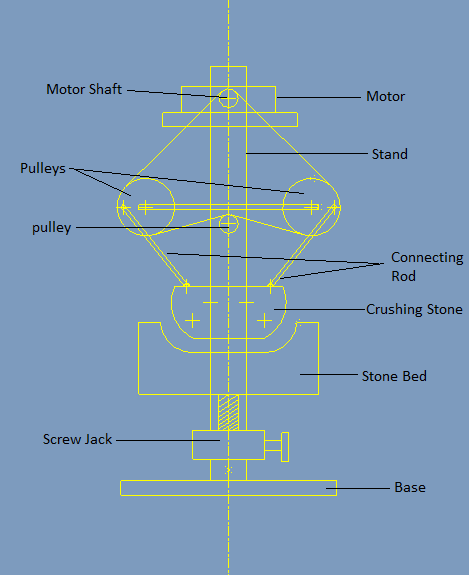 Motor Shaft
Motor
Stand
Pulleys
pulley
Connecting
Rod
Crushing Stone
Stone Bed
Screw Jack
Base